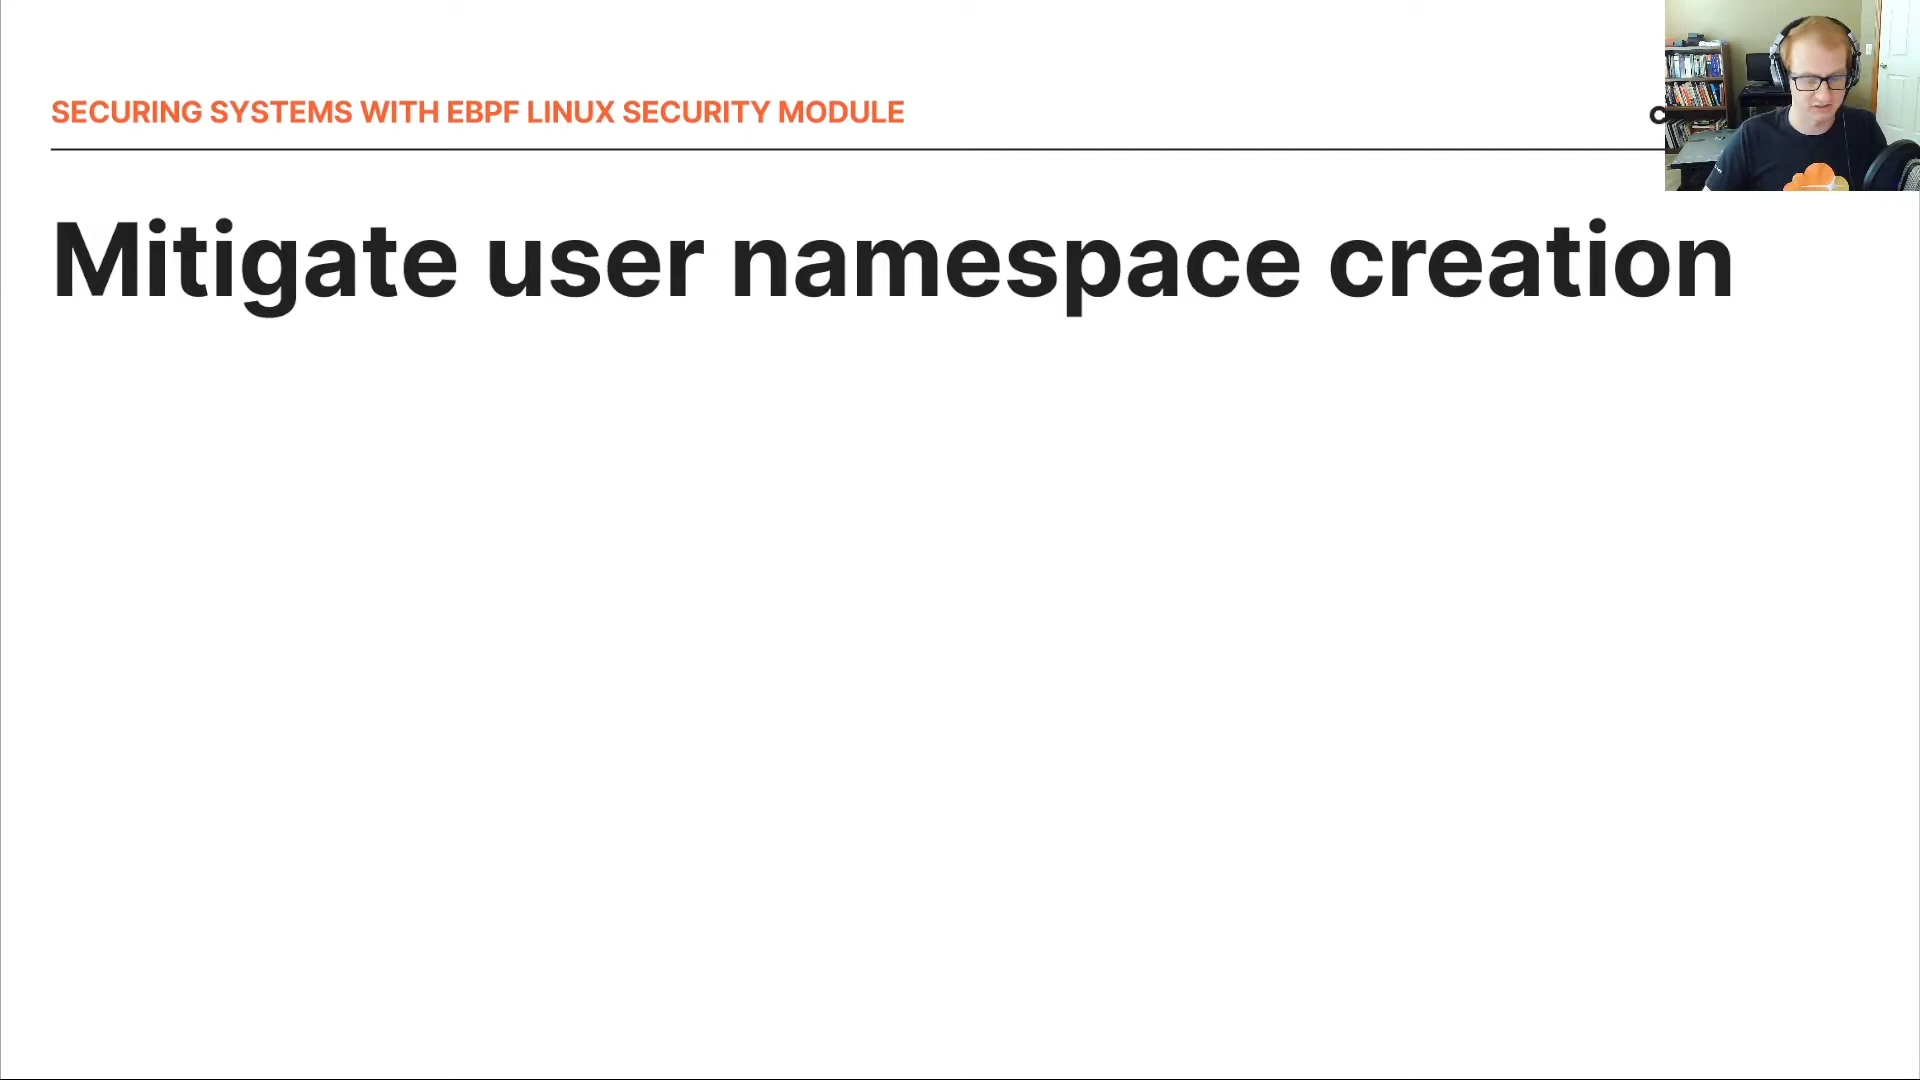 SECURING SYSTEMS WITH EBPF LINUX SECURITY MODULE
Mitigate user namespace creation